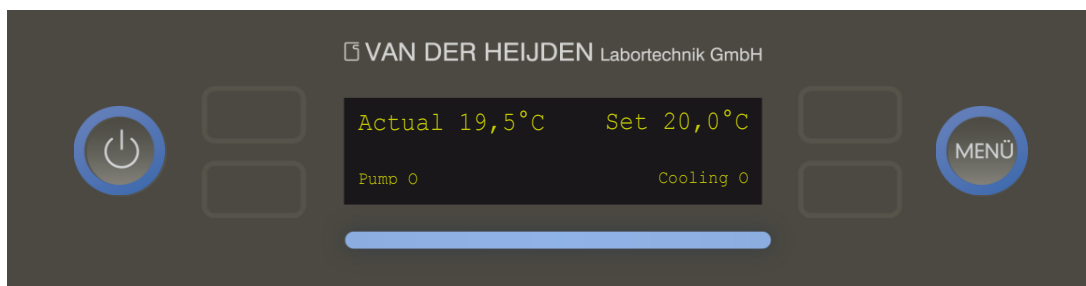 VAN DER HEIJDEN Labortechnik GmbH
Actual 19,5°C Set 20,0°C
Pump O Cooling O
MENÜ